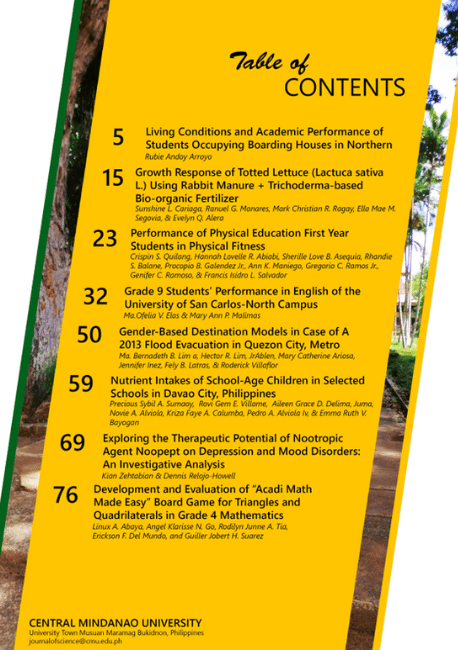 Table of
CONTENTS
5
Living Conditions and Academic Performance of
Students Occupying Boarding Houses in Northern
Rubie Andoy Arroyo
15
Growth Response of Totted Lettuce (Lactuca sativa
L.) Using Rabbit Manure + Trichoderma-based
Bio-organic Fertilizer
Sunshine L. Cariaga, Ranuel G. Monares, Mark Christian R. Ragay, Ella Mae M.
Segovia, & Evelyn Q. Alera
23
Performance of Physical Education First Year
Students in Physical Fitness
Crispin S. Quilang, Hannah Lovelle R. Abiabi, Sherille Love B. Asequia, Rhandie
S. Balone, Procopio B. Galendez Jr., Ann K. Maniego, Gregorio C. Ramos Jr.,
Genifer C. Romoso, & Francis Isidro L. Salvador
32
Grade 9 Students' Performance in English of the
University of San Carlos-North Campus
Ma.Ofelia V. Elas & Mary Ann P. Malimas
50
Gender-Based Destination Models in Case of A
2013 Flood Evacuation in Quezon City, Metro
Ma. Bernadeth B. Lim a, Hector R. Lim, JrAblen, Mary Catherine Ariosa,
Jennifer Inez, Fely B. Latras, & Roderick Villaflor
59
Nutrient Intakes of School-Age Children in Selected
Schools in Davao City, Philippines
Precious Sybil A. Sumaoy, Rovi Gem E. Villame, Aileen Grace D. Delima, Juma,
Novie A. Alviola, Kriza Faye A. Calumba, Pedro A. Alviola Iv, & Emma Ruth V.
Bayogan
69
Exploring the Therapeutic Potential of Nootropic
Agent Noopept on Depression and Mood Disorders:
An Investigative Analysis
Kian Zehtobian & Dennis Relojo-Howell
76
Development and Evaluation of "Acadi Math
Made Easy" Board Game for Triangles and
Quadrilaterals in Grade 4 Mathematics
Linux A. Abaya, Angel Klarisse N. Go, Rodilyn Junne A. Tia,
Erickson F. Del Mundo, and Guiller Jobert H. Suarez
CENTRAL MINDANAO UNIVERSITY
University Town Musuan Maramag Bukidnon, Philippines
journalofscience@cmu.edu.ph